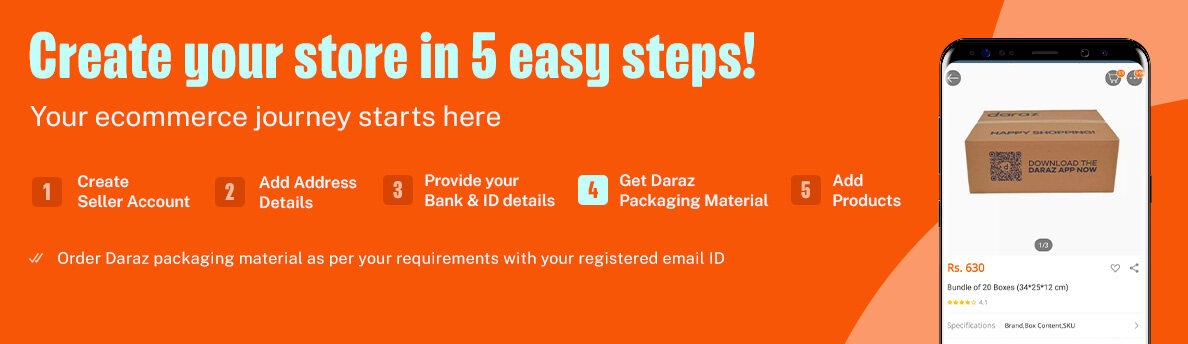 Create your store in 5 easy steps!
Your ecommerce journey starts here
1
Create
Seller Account
2
Add Address
Details
3
Provide your
Bank & ID details
4
Get Daraz
Packaging Material
5
Add
Products
Order Daraz packaging material as per your requirements with your registered email ID
daraz
HAPPY SHOPPING!
DOWNLOAD THE
DARAZ APP NOW
1/3
Rs. 630
Bundle of 20 Boxes (34*25*12 cm)
4.1
Specifications Brand,Box Content,SKU